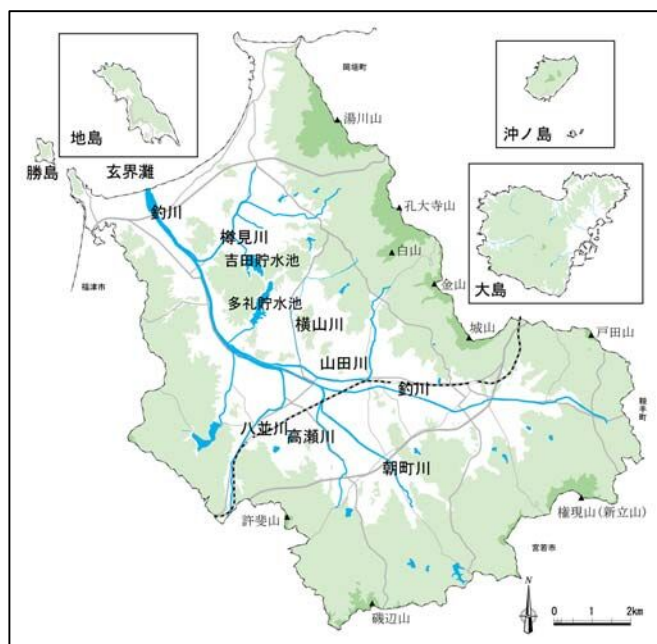 岡垣町
湯川山
地島
沖ノ島
勝島
玄界灘
釣川
樽見川
孔大寺山
白山
吉田貯水池
福津市
多礼貯水池
金山
大島
横山川
城山
戸田山
山田川
釣川
鞍手町
八並川
高瀬川
朝町川
許斐山
権現山(新立山)
宮若市
磯辺山
N
0 1 2km